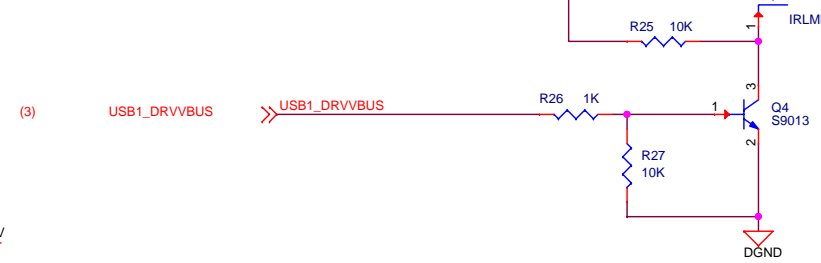 R25 10K
1
IRLM
3
(3) USB1_DRVVBUS USB1_DRVVBUS
R26 1K
1
Q4
S9013
R27
10K
2
V
DGND